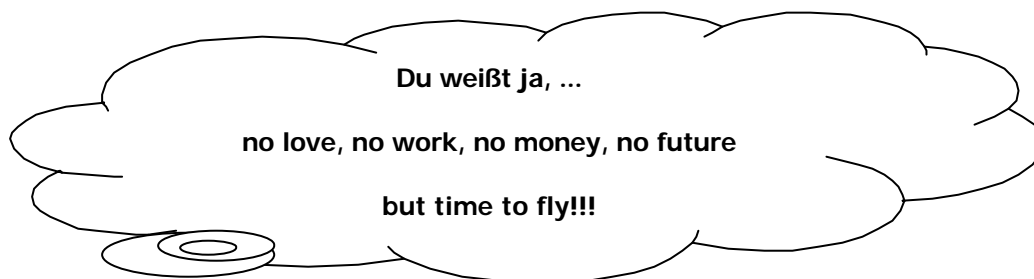 Du weißt ja, ...
no love, no work, no money, no future
but time to fly!!!